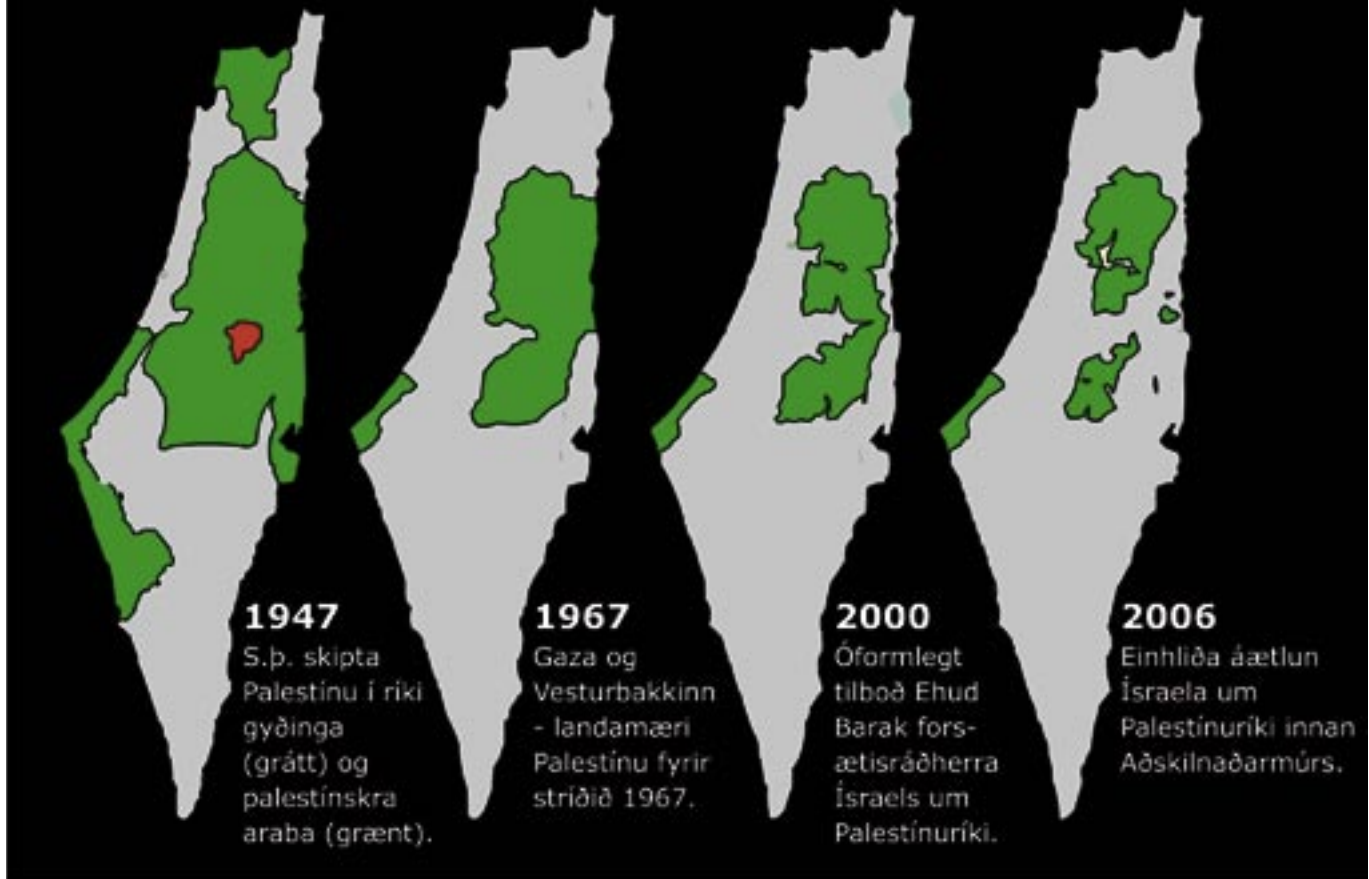 1947
S.þ. skipta
Palestínu í ríki
gyðinga
(grátt) og
palestínskra
araba (grænt).
1967
Gaza og
Vesturbakkinn
- landamæri
Palestínu fyrir
stríðið 1967.
2000
Óformlegt
tilboð Ehud
Barak fors-
ætisráðherra
Ísraels um
Palestínuríki.
2006
Einhliða áætlun
Ísraela um
Palestínuríki innan
Aðskilnaðarmúrs.